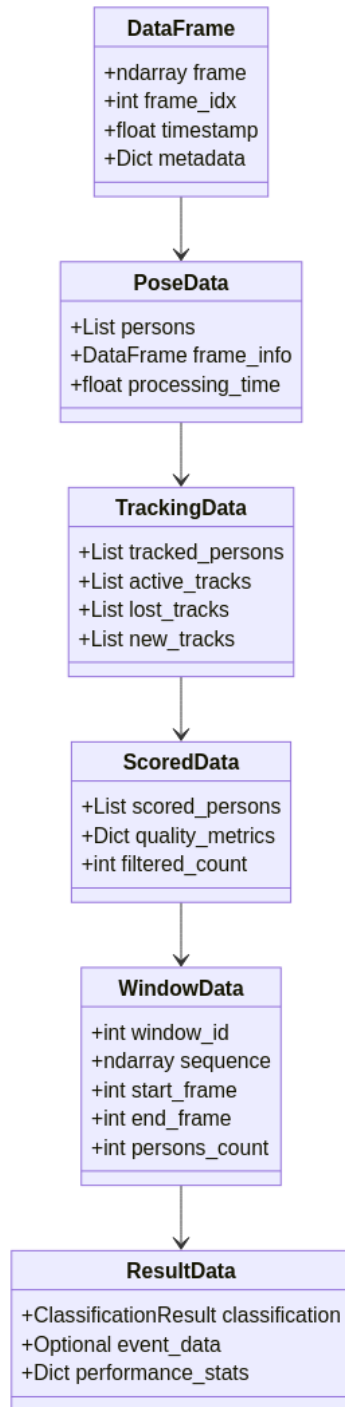 DataFrame
+ndarray frame
+int frame_idx
+float timestamp
+Dict metadata
PoseData
+List persons
+DataFrame frame_info
+float processing_time
TrackingData
+List tracked_persons
+List active_tracks
+List lost_tracks
+List new_tracks
ScoredData
+List scored_persons
+Dict quality_metrics
+int filtered_count
WindowData
+int window_id
+ndarray sequence
+int start_frame
+int end_frame
+int persons_count
ResultData
+ClassificationResult classification
+Optional event_data
+Dict performance_stats